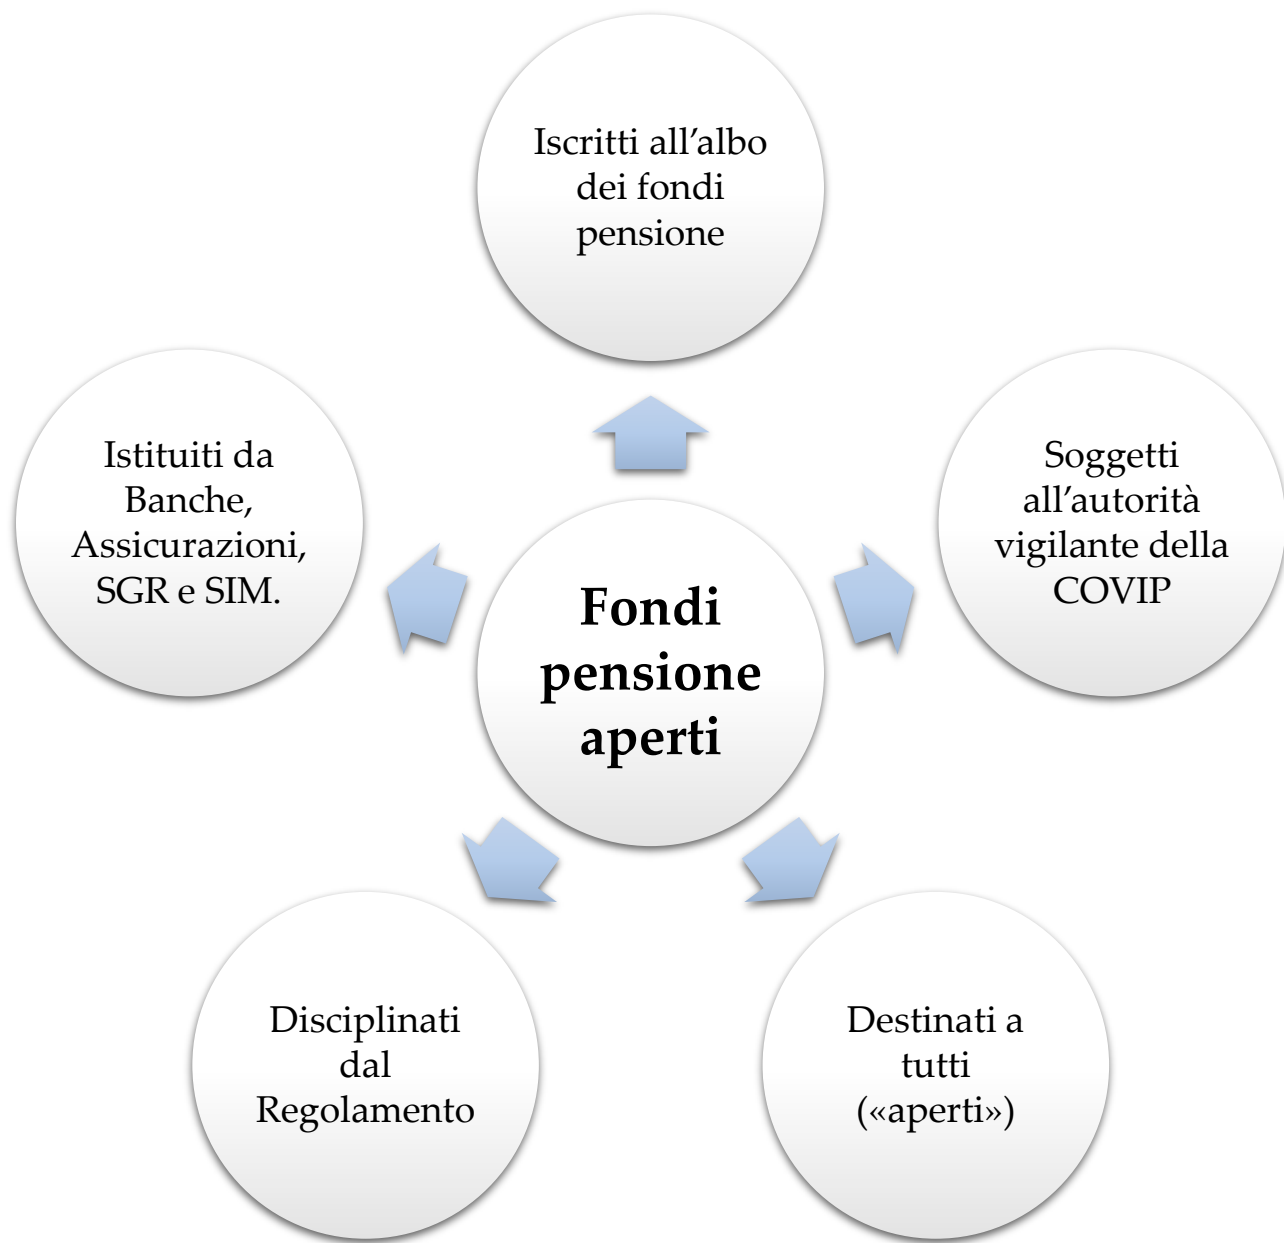 Iscritti all’albo
dei fondi
pensione
Istituiti da
Banche,
Assicurazioni,
SGR e SIM.
Soggetti
all’autorità
vigilante della
COVIP
Fondi
pensione
aperti
Disciplinati
dal
Regolamento
Destinati a
tutti
(«aperti»)